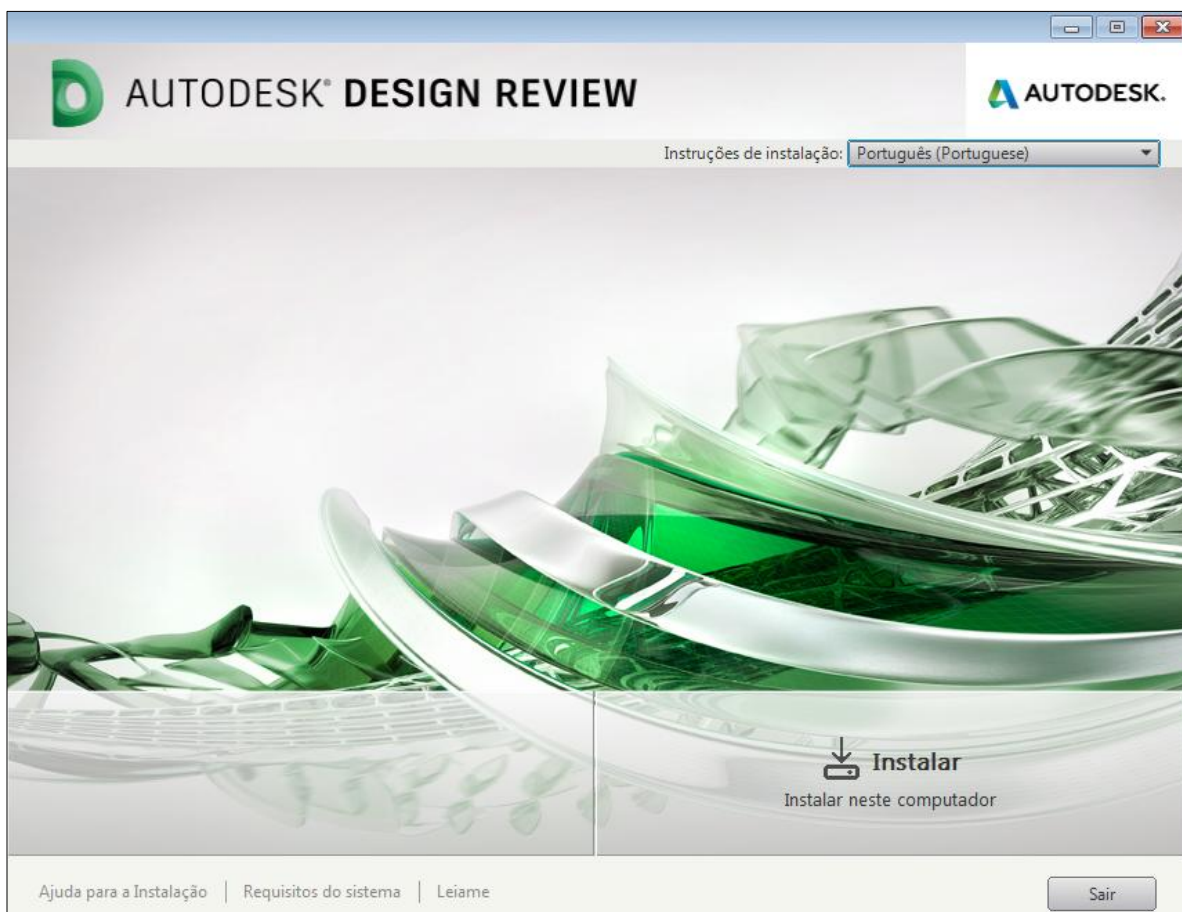 AUTODESK® DESIGN REVIEW
AUTODESK.
Instruções de instalação: Português (Portuguese)
Instalar
Instalar neste computador
Ajuda para a Instalação | Requisitos do sistema | Leiame
Sair